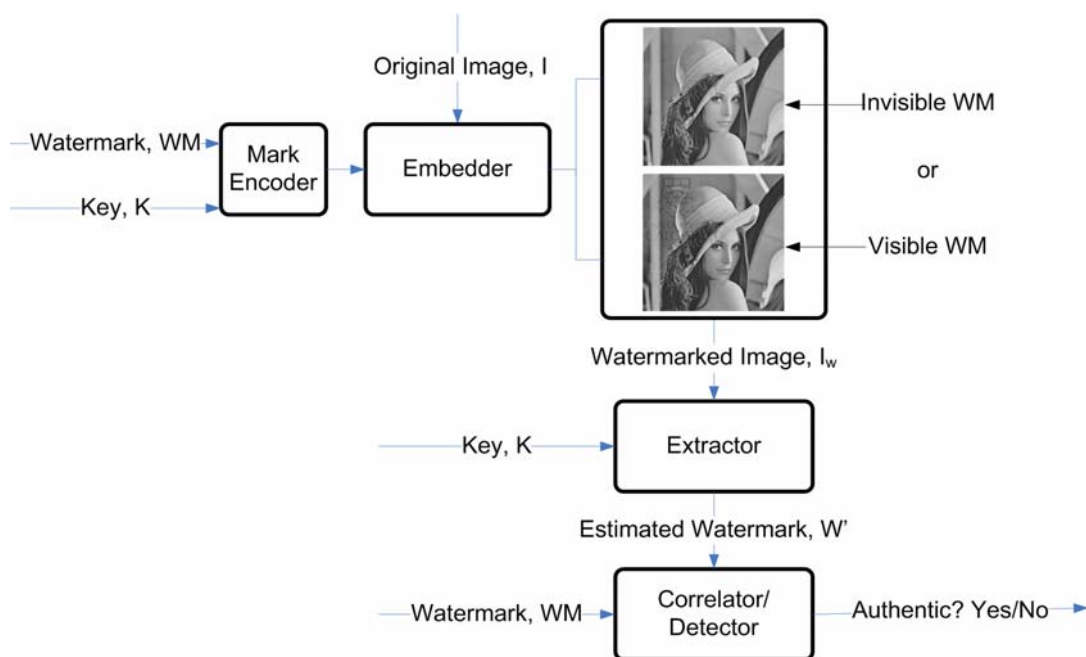 Original Image, I
Watermark, WM
Key, K
Mark
Encoder
Embedder
Invisible WM
or
Visible WM
Watermarked Image, Iw
Key, K
Extractor
Estimated Watermark, W’
Watermark, WM
Correlator/
Detector
Authentic? Yes/No